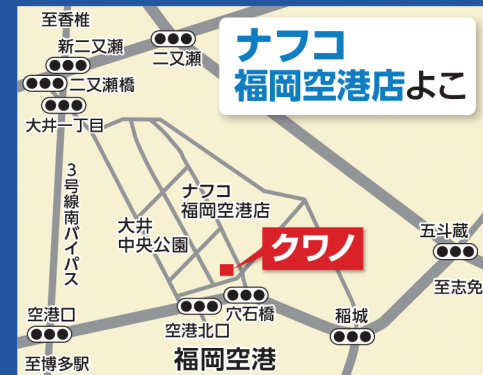 至香椎
新二又瀬
二又瀬
二又瀬橋
大井一丁目
ナフコ
福岡空港店よこ
3号線南バイパス
ナフコ
福岡空港店
大井
中央公園
クワノ
五斗蔵
至志免
空港口
空港北口
穴石橋
稲城
至博多駅
福岡空港